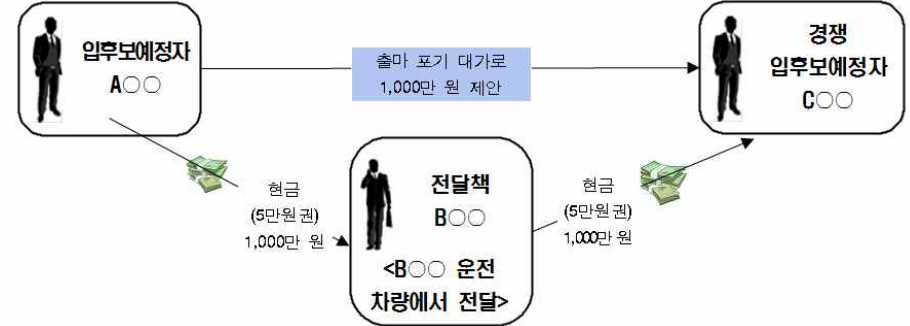 입후보예정자
A○○
출마 포기 대가로
1,000만 원 제안
경쟁
입후보예정자
C○○
현금
(5만원권)
1,000만 원
전달책
B○○
<B○○ 운전
차량에서 전달>
현금
(5만원권)
1,000만 원